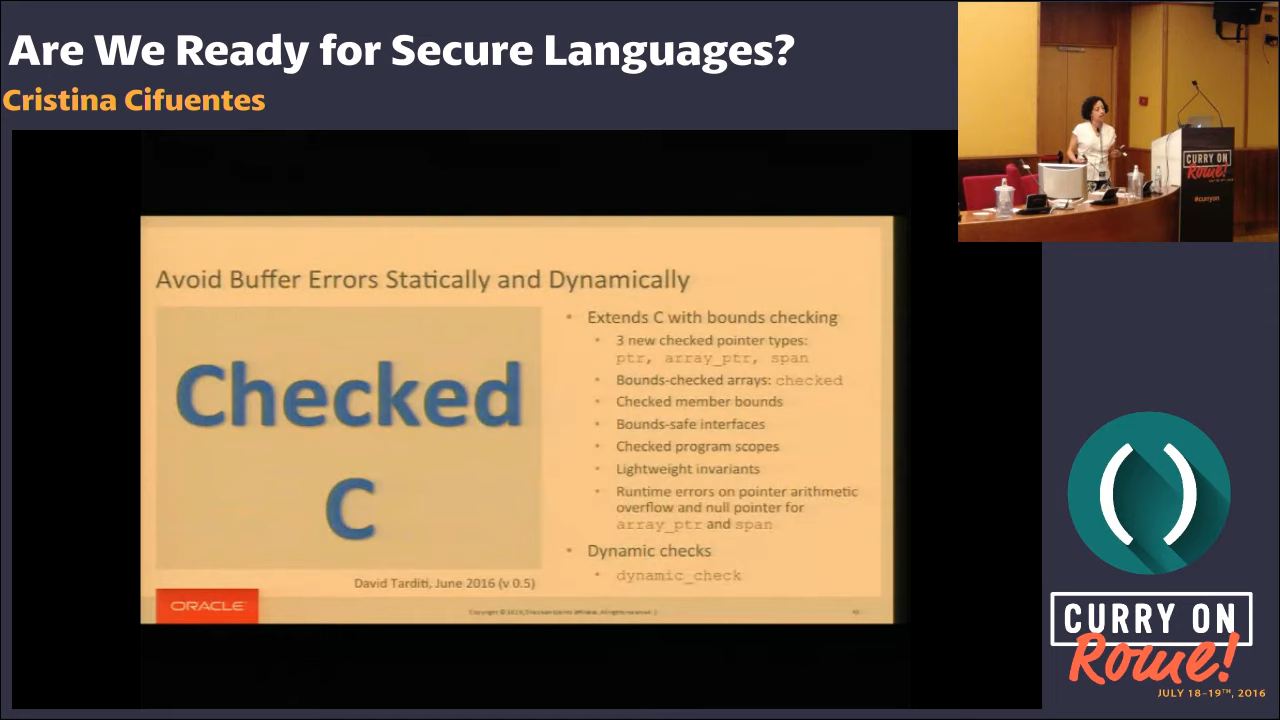 Are We Ready for Secure Languages?
Cristina Cifuentes
CURRY ON
Rome!
#curryon
Avoid Buffer Errors Statically and Dynamically
Checked
C
David Tarditi, June 2016 (v 0.5)
• Extends C with bounds checking
• 3 new checked pointer types:
ptr, array_ptr, span
• Bounds-checked arrays: checked
• Checked member bounds
• Bounds-safe interfaces
• Checked program scopes
• Lightweight invariants
• Runtime errors on pointer arithmetic
overflow and null pointer for
array_ptr and span
• Dynamic checks
• dynamic_check
ORACLE
( )
CURRY ON
Rome!
JULY 18-19TH, 2016